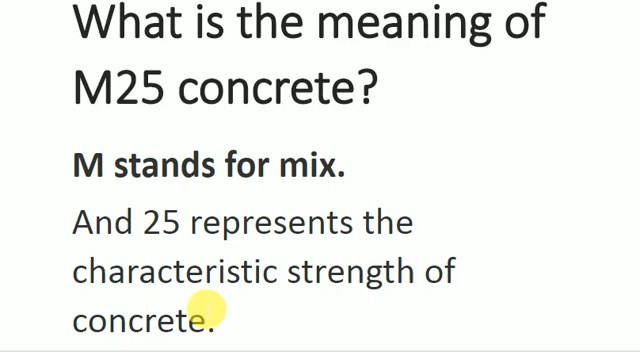 What is the meaning of
M25 concrete?
M stands for mix.
And 25 represents the
characteristic strength of
concrete.